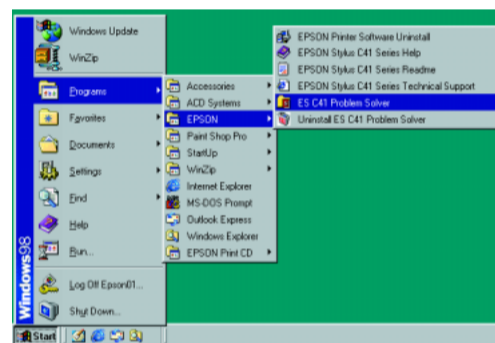 Windows Update
WinZip
Programs
Favorites
Documents
Settings
Find
Help
Run...
Log Off Epson01...
Shut Down...
Windows98
Start
Accessories
ACD Systems
EPSON
Paint Shop Pro
StartUp
WinZip
Internet Explorer
MS-DOS Prompt
Outlook Express
Windows Explorer
EPSON Print CD
EPSON Printer Software Uninstall
EPSON Stylus C41 Series Help
EPSON Stylus C41 Series Readme
EPSON Stylus C41 Series Technical Support
ES C41 Problem Solver
Uninstall ES C41 Problem Solver